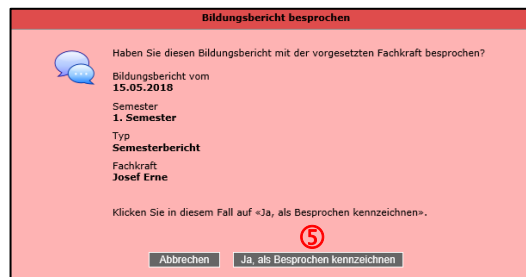 Bildungsbericht besprochen
Haben Sie diesen Bildungsbericht mit der vorgesetzten Fachkraft besprochen?
Bildungsbericht vom
15.05.2018
Semester
1. Semester
Typ
Semesterbericht
Fachkraft
Josef Erne
Klicken Sie in diesem Fall auf «Ja, als Besprochen kennzeichnen».
⑤
Abbrechen Ja, als Besprochen kennzeichnen